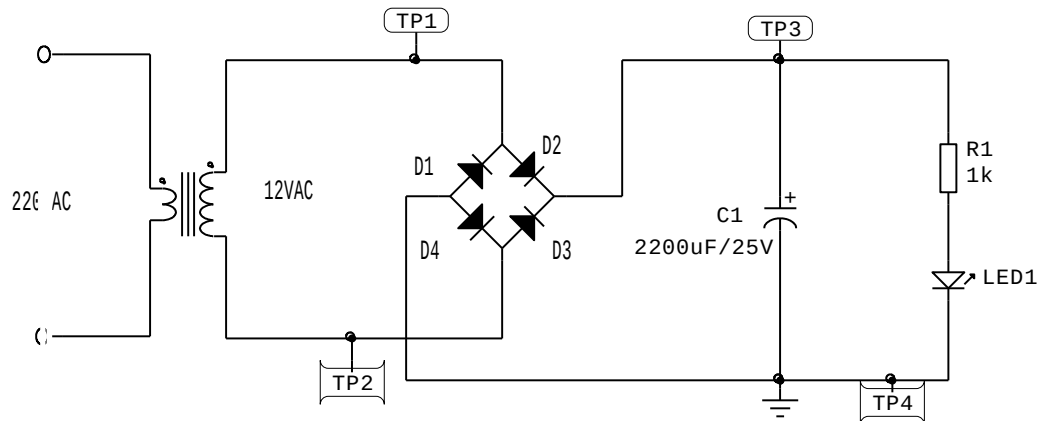 TP1
TP3
D1
D2
AC
12VAC
R1
1k
+
C1
2200uF/25V
D4
D3
LED1
TP2
TP4